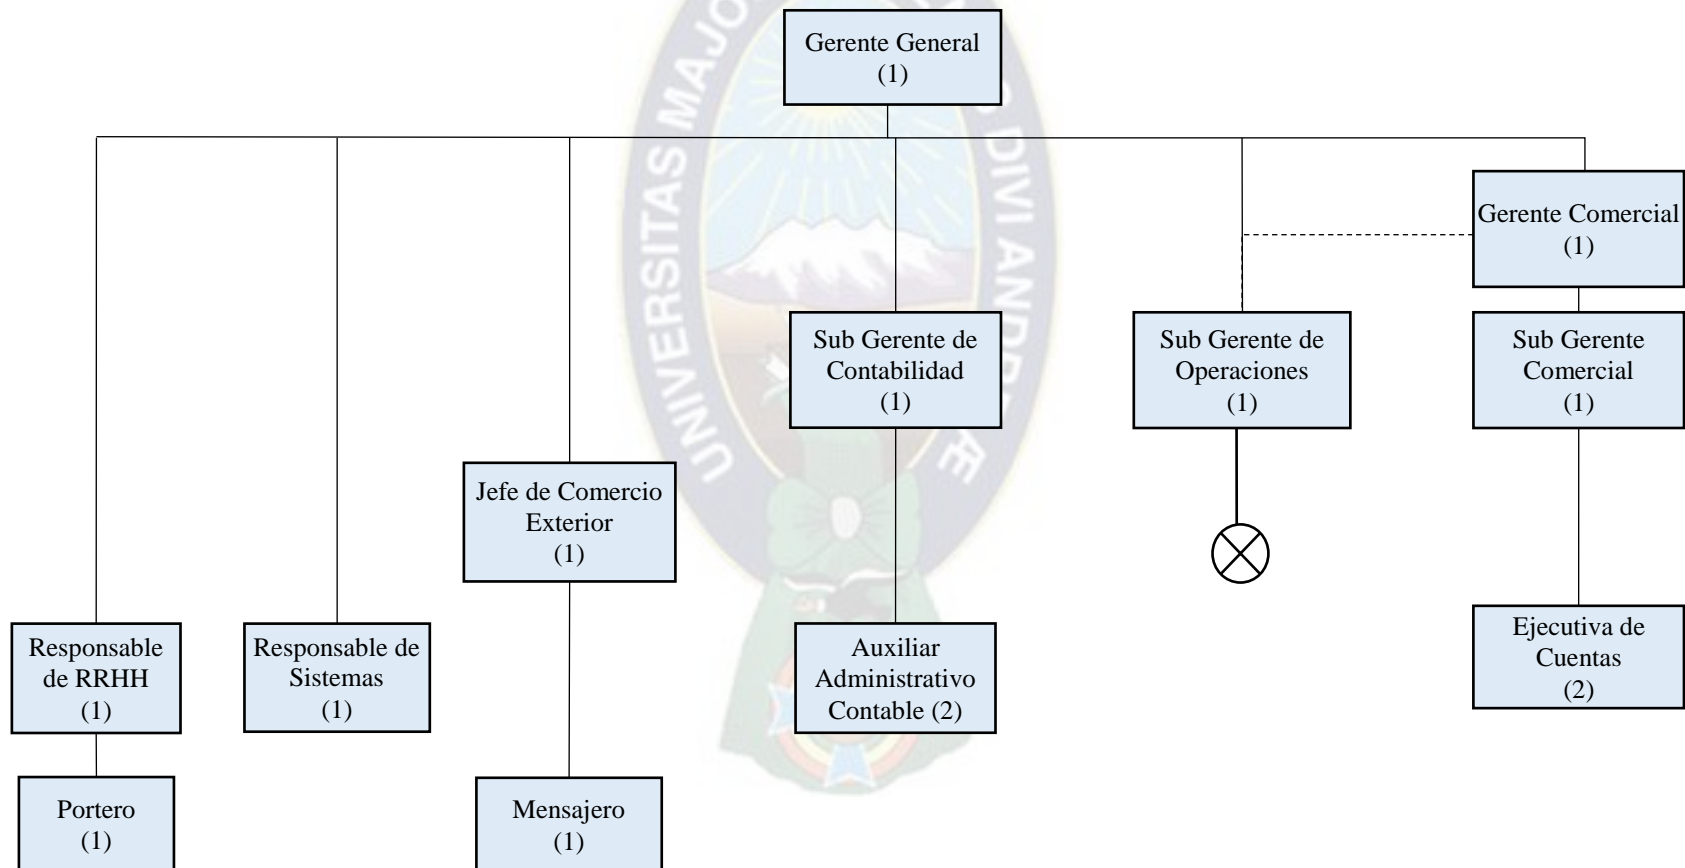 Gerente General
(1)
Gerente Comercial
(1)
Sub Gerente de
Contabilidad
(1)
Sub Gerente de
Operaciones
(1)
Sub Gerente
Comercial
(1)
Jefe de Comercio
Exterior
(1)
Responsable
de RRHH
(1)
Responsable de
Sistemas
(1)
Auxiliar
Administrativo
Contable (2)
Ejecutiva de
Cuentas
(2)
Portero
(1)
Mensajero
(1)
UNIVERSITAS
DIVI